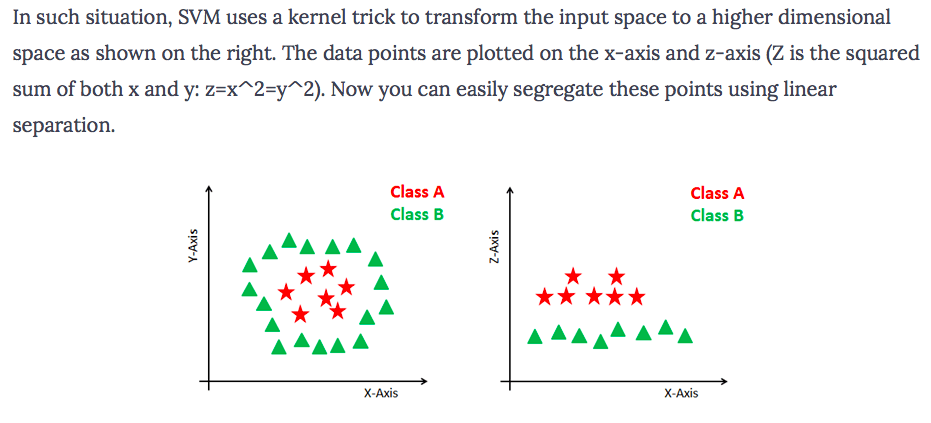 In such situation, SVM uses a kernel trick to transform the input space to a higher dimensional
space as shown on the right. The data points are plotted on the x-axis and z-axis (Z is the squared
sum of both x and y: z=x^2=y^2). Now you can easily segregate these points using linear
separation.
Class A
Class B
Y-Axis
X-Axis
Class A
Class B
Z-Axis
X-Axis